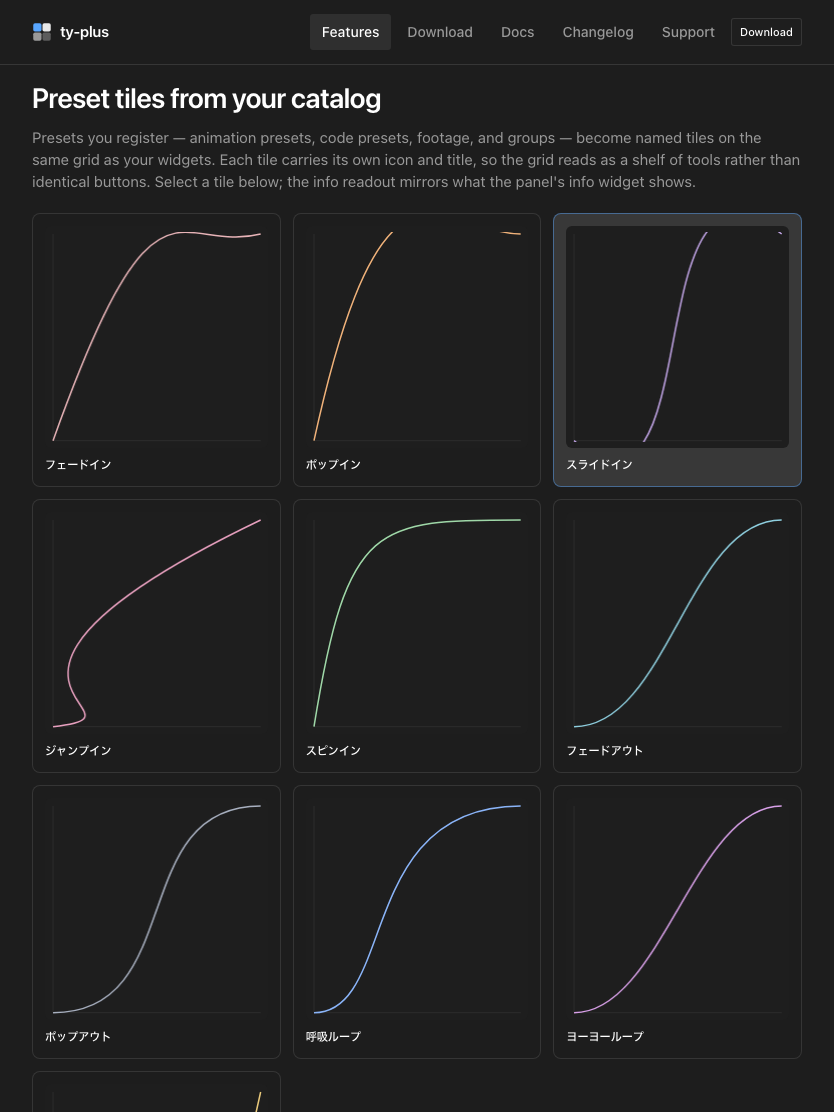 ty-plus
Features
Download
Docs
Changelog
Support
Download
Preset tiles from your catalog
Presets you register — animation presets, code presets, footage, and groups — become named tiles on the
same grid as your widgets. Each tile carries its own icon and title, so the grid reads as a shelf of tools rather than
identical buttons. Select a tile below; the info readout mirrors what the panel's info widget shows.
フェードイン
ポップイン
スライドイン
ジャンプイン
スピンイン
フェードアウト
ポップアウト
呼吸ループ
ヨーヨーループ